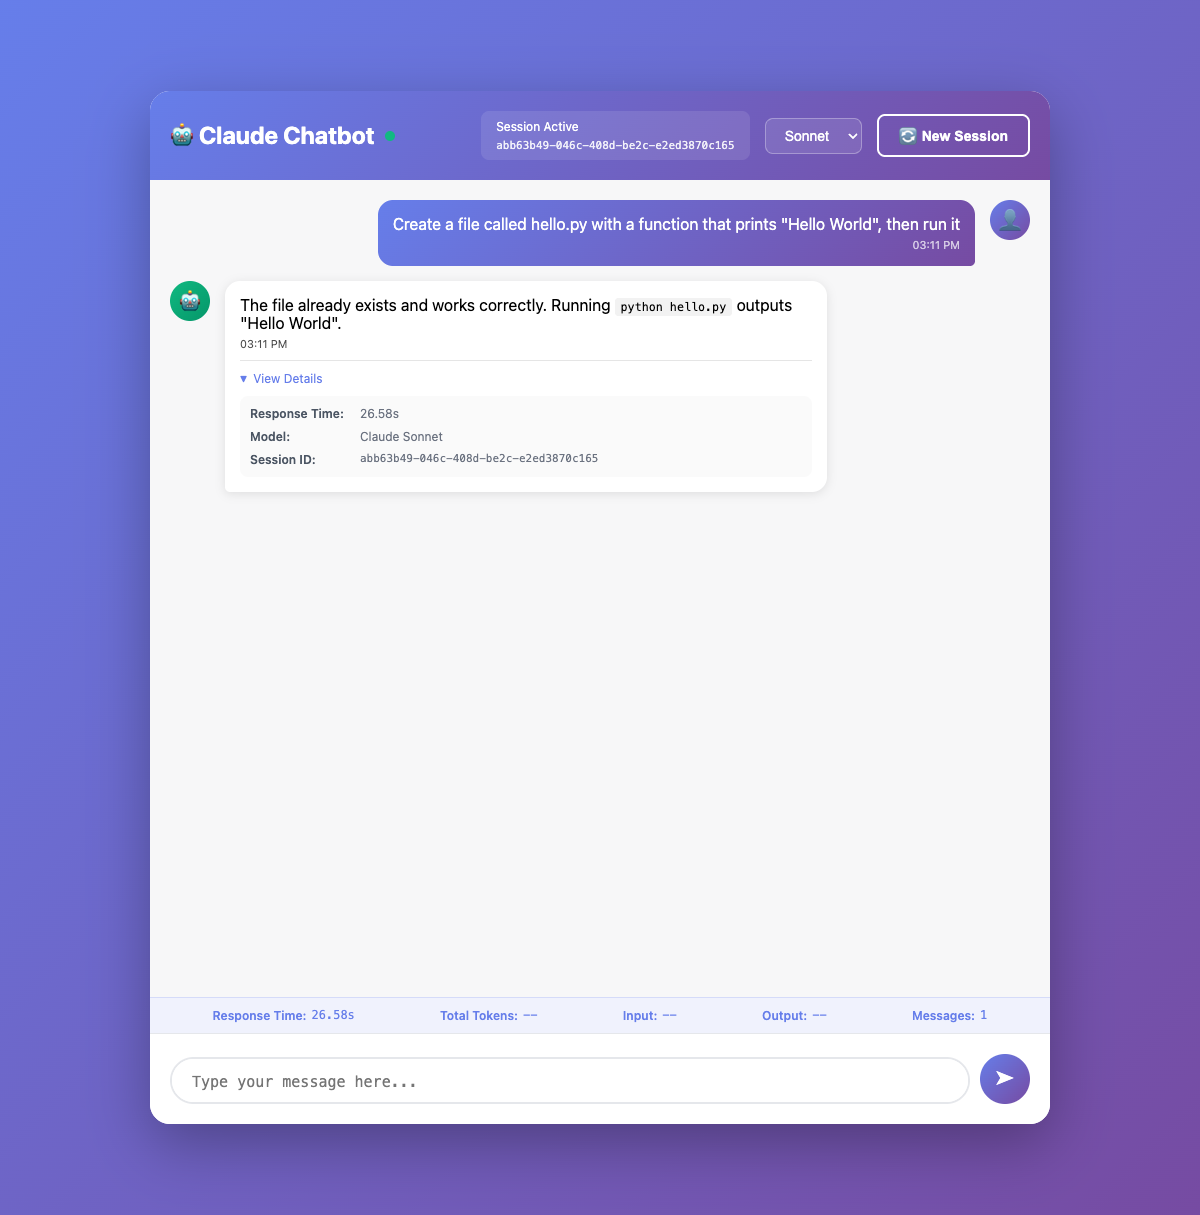 Claude Chatbot
Session Active
abb63b49-046c-408d-be2c-e2ed3870c165
Sonnet
New Session
Create a file called hello.py with a function that prints "Hello World", then run it
03:11 PM
The file already exists and works correctly. Running python hello.py outputs
"Hello World".
03:11 PM
▼ View Details
Response Time: 26.58s
Model: Claude Sonnet
Session ID: abb63b49-046c-408d-be2c-e2ed3870c165
Response Time: 26.58s Total Tokens: -- Input: -- Output: -- Messages: 1
Type your message here...